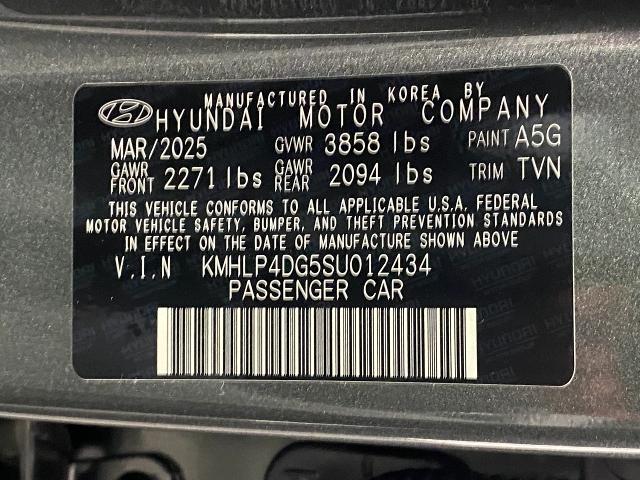 MANUFACTURED IN KOREA BY
HYUNDAI MOTOR COMPANY
MAR/2025 GVWR 3858 lbs PAINT A5G
GAWR FRONT 2271 lbs GAWR REAR 2094 lbs TRIM TVN
THIS VEHICLE CONFORMS TO ALL APPLICABLE U.S.A. FEDERAL
MOTOR VEHICLE SAFETY, BUMPER, AND THEFT PREVENTION STANDARDS
IN EFFECT ON THE DATE OF MANUFACTURE SHOWN ABOVE
V.I.N KMHLP4DG5SU012434
PASSENGER CAR